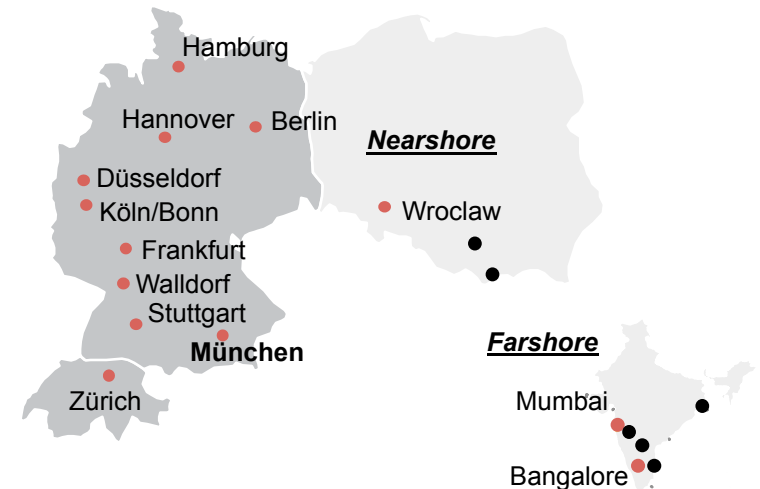 Hamburg
Hannover
Berlin
Nearshore
Düsseldorf
Köln/Bonn
Wroclaw
Frankfurt
Walldorf
Stuttgart
München
Farshore
Zürich
Mumbai
Bangalore